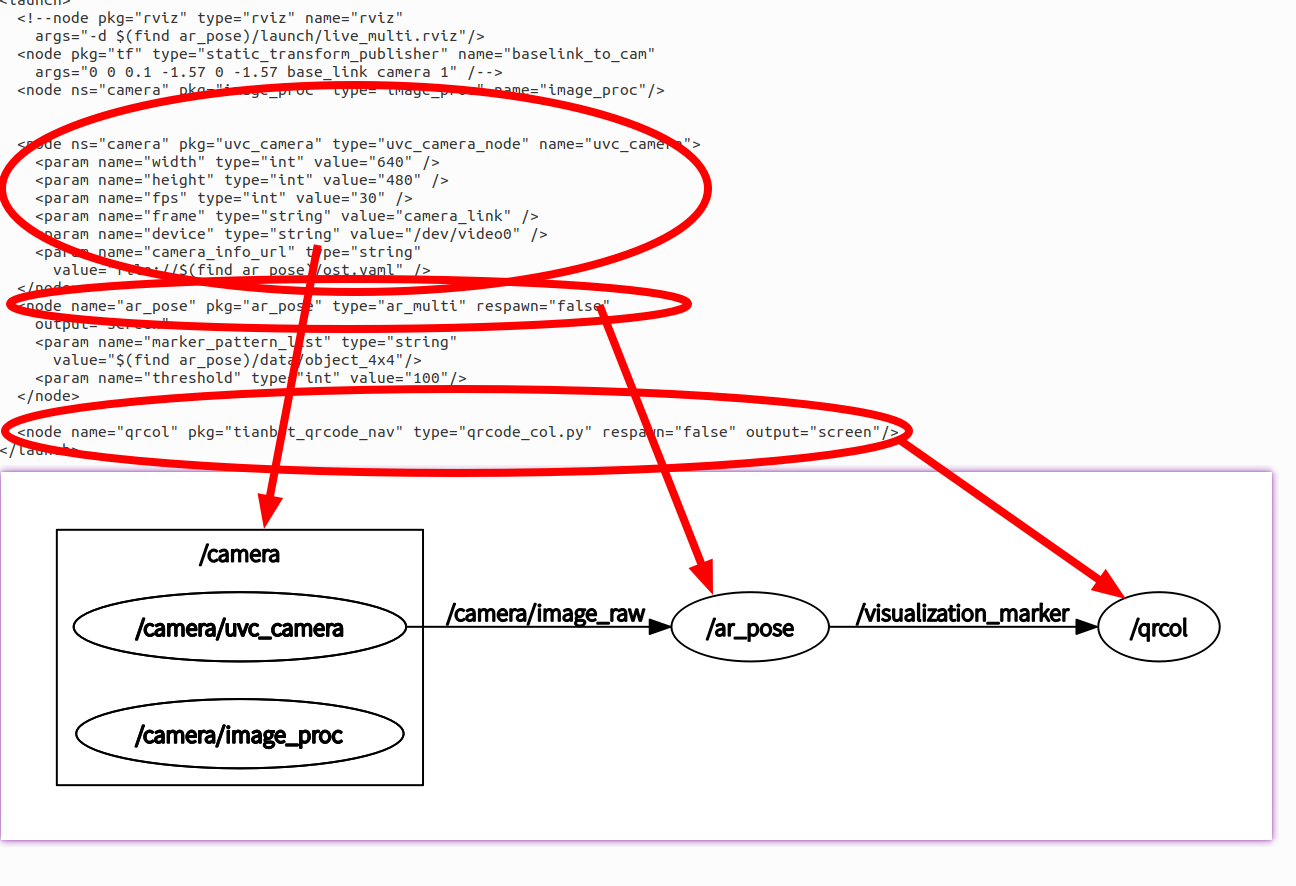 <launch>
<!--node pkg="rviz" type="rviz" name="rviz"
args="-d $(find ar_pose)/launch/live_multi.rviz"/>
<node pkg="tf" type="static_transform_publisher" name="baselink_to_cam"
args="0 0 0.1 -1.57 0 -1.57 base_link camera 1" /-->
<node ns="camera" pkg="image_proc" type="image_proc" name="image_proc"/>
<node ns="camera" pkg="uvc_camera" type="uvc_camera_node" name="uvc_camera">
<param name="width" type="int" value="640" />
<param name="height" type="int" value="480" />
<param name="fps" type="int" value="30" />
<param name="frame" type="string" value="camera_link" />
<param name="device" type="string" value="/dev/video0" />
<param name="camera_info_url" type="string"
value="file://$(find ar_pose)/ost.yaml" />
</node>
<node name="ar_pose" pkg="ar_pose" type="ar_multi" respawn="false"
output="screen">
<param name="marker_pattern_list" type="string"
value="$(find ar_pose)/data/object_4x4"/>
<param name="threshold" type="int" value="100"/>
</node>
<node name="qrcol" pkg="tianbot_qrcode_nav" type="qrcode_col.py" respawn="false" output="screen"/>
</launch>
/camera
/camera/uvc_camera
/camera/image_raw
/ar_pose
/visualization_marker
/qrcol
/camera/image_proc